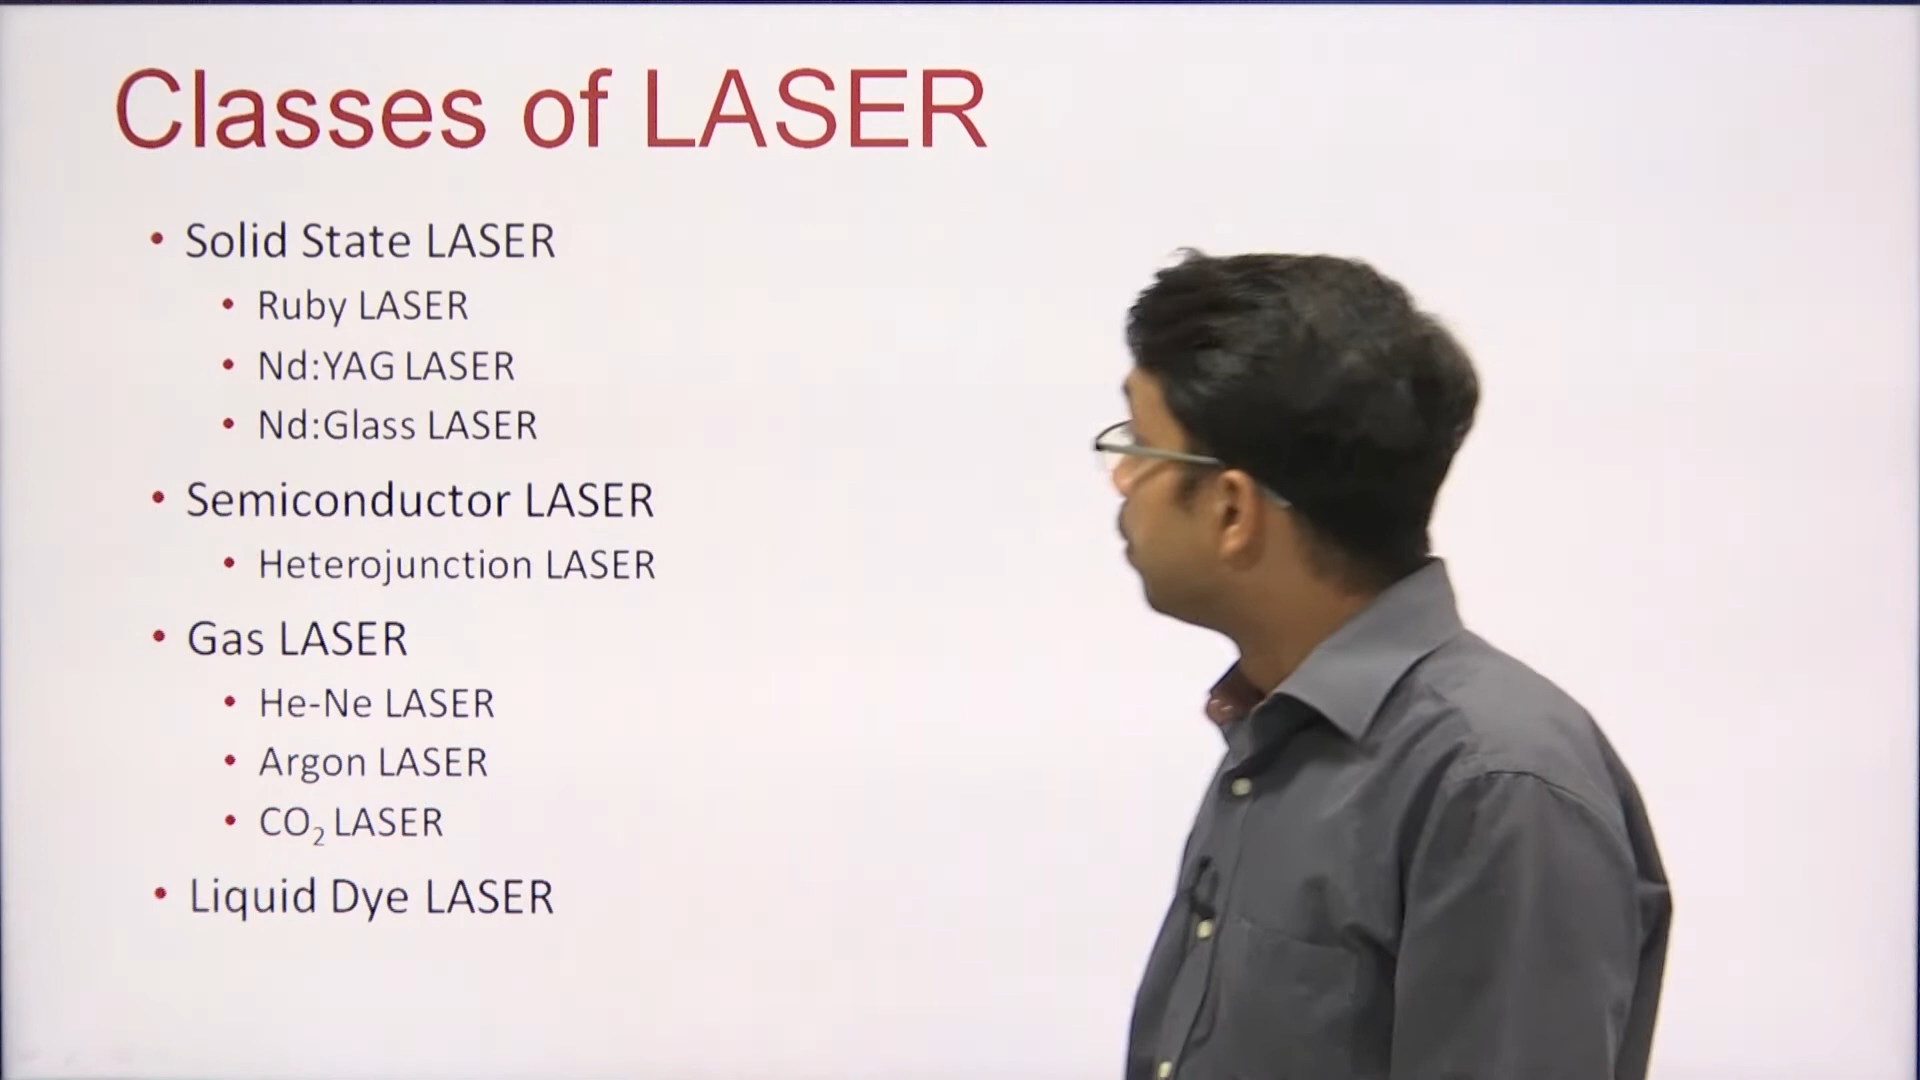 Classes of LASER
• Solid State LASER
• Ruby LASER
• Nd:YAG LASER
• Nd:Glass LASER
• Semiconductor LASER
• Heterojunction LASER
• Gas LASER
• He-Ne LASER
• Argon LASER
• CO₂ LASER
• Liquid Dye LASER